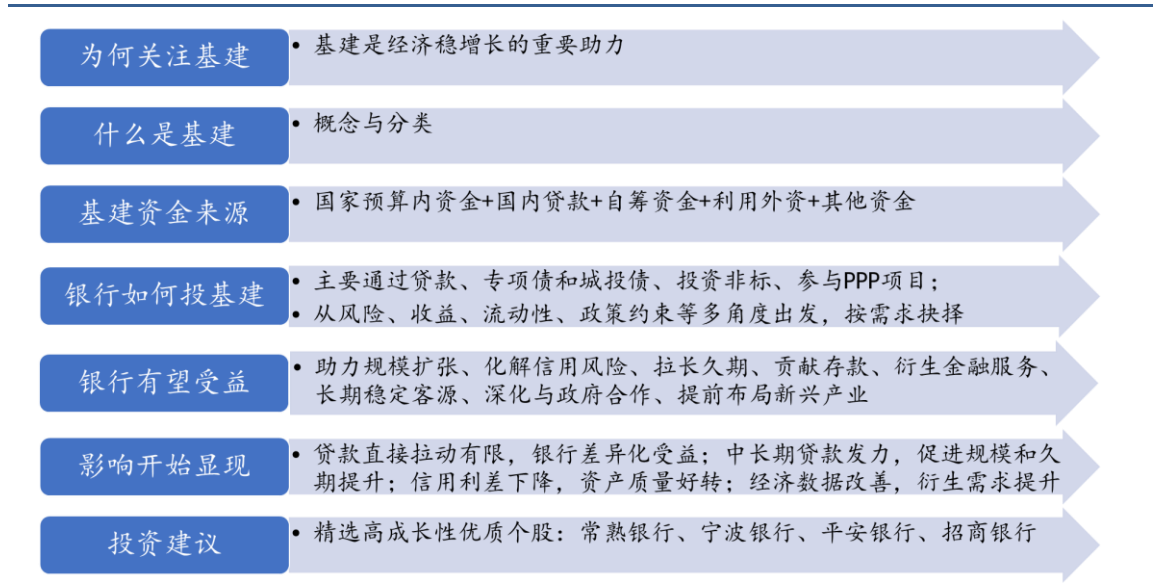 为何关注基建
• 基建是经济稳增长的重要助力
什么是基建
• 概念与分类
基建资金来源
• 国家预算内资金+国内贷款+自筹资金+利用外资+其他资金
银行如何投基建
• 主要通过贷款、专项债和城投债、投资非标、参与PPP项目；
• 从风险、收益、流动性、政策约束等多角度出发，按需求抉择
银行有望受益
• 助力规模扩张、化解信用风险、拉长久期、贡献存款、衍生金融服务、
长期稳定客源、深化与政府合作、提前布局新兴产业
影响开始显现
• 贷款直接拉动有限，银行差异化受益；中长期贷款发力，促进规模和久
期提升；信用利差下降，资产质量好转；经济数据改善，衍生需求提升
投资建议
• 精选高成长性优质个股：常熟银行、宁波银行、平安银行、招商银行